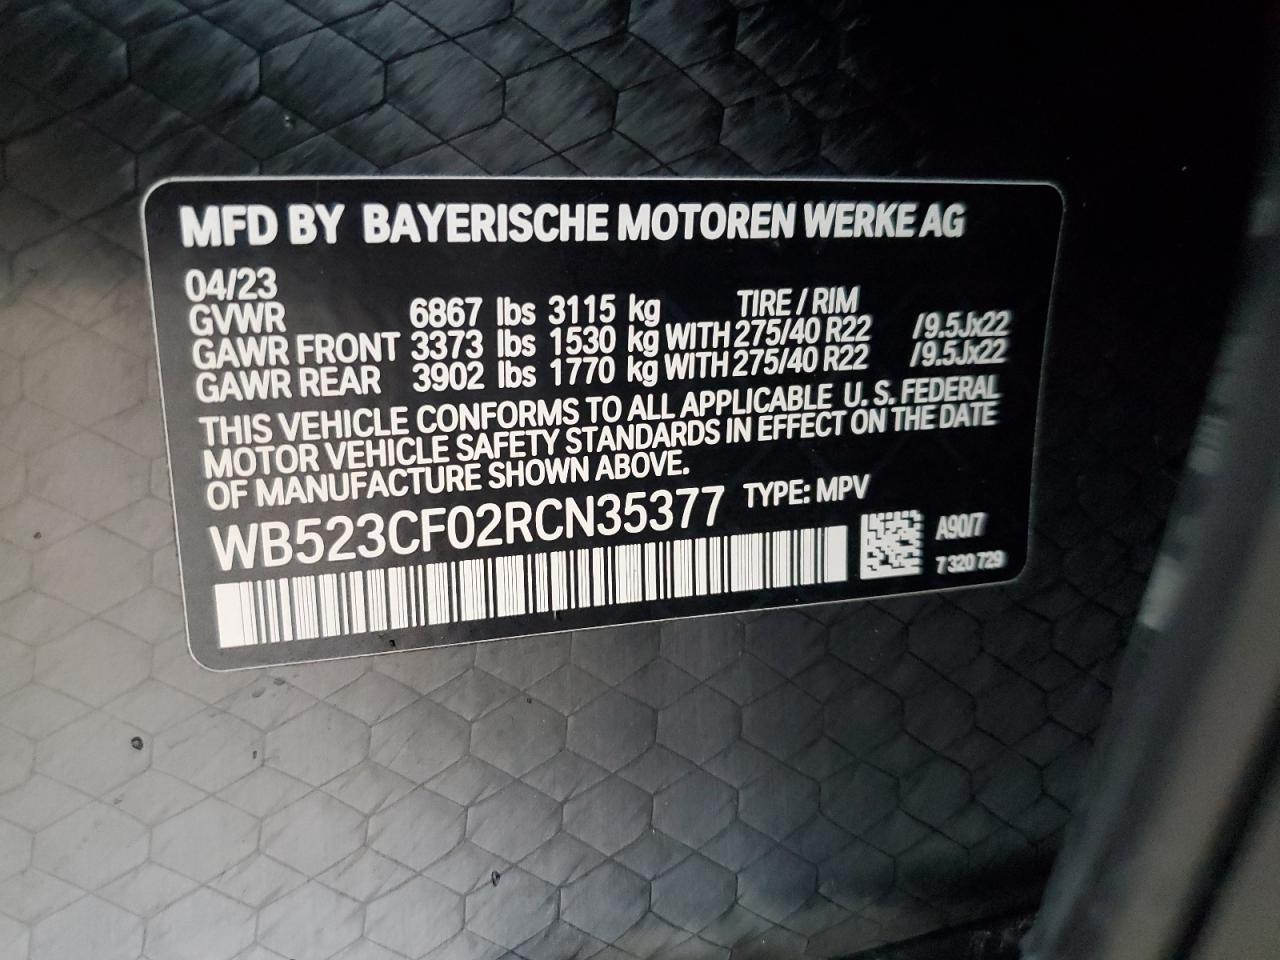 MFD BY BAYERISCHE MOTOREN WERKE AG
04/23
GVWR 6867 lbs 3115 kg TIRE / RIM
GAWR FRONT 3373 lbs 1530 kg WITH 275/40 R22 /9.5Jx22
GAWR REAR 3902 lbs 1770 kg WITH 275/40 R22 /9.5Jx22
THIS VEHICLE CONFORMS TO ALL APPLICABLE U. S. FEDERAL
MOTOR VEHICLE SAFETY STANDARDS IN EFFECT ON THE DATE
OF MANUFACTURE SHOWN ABOVE.
WB523CF02RCN35377 TYPE: MPV
A90/7
7 320 729